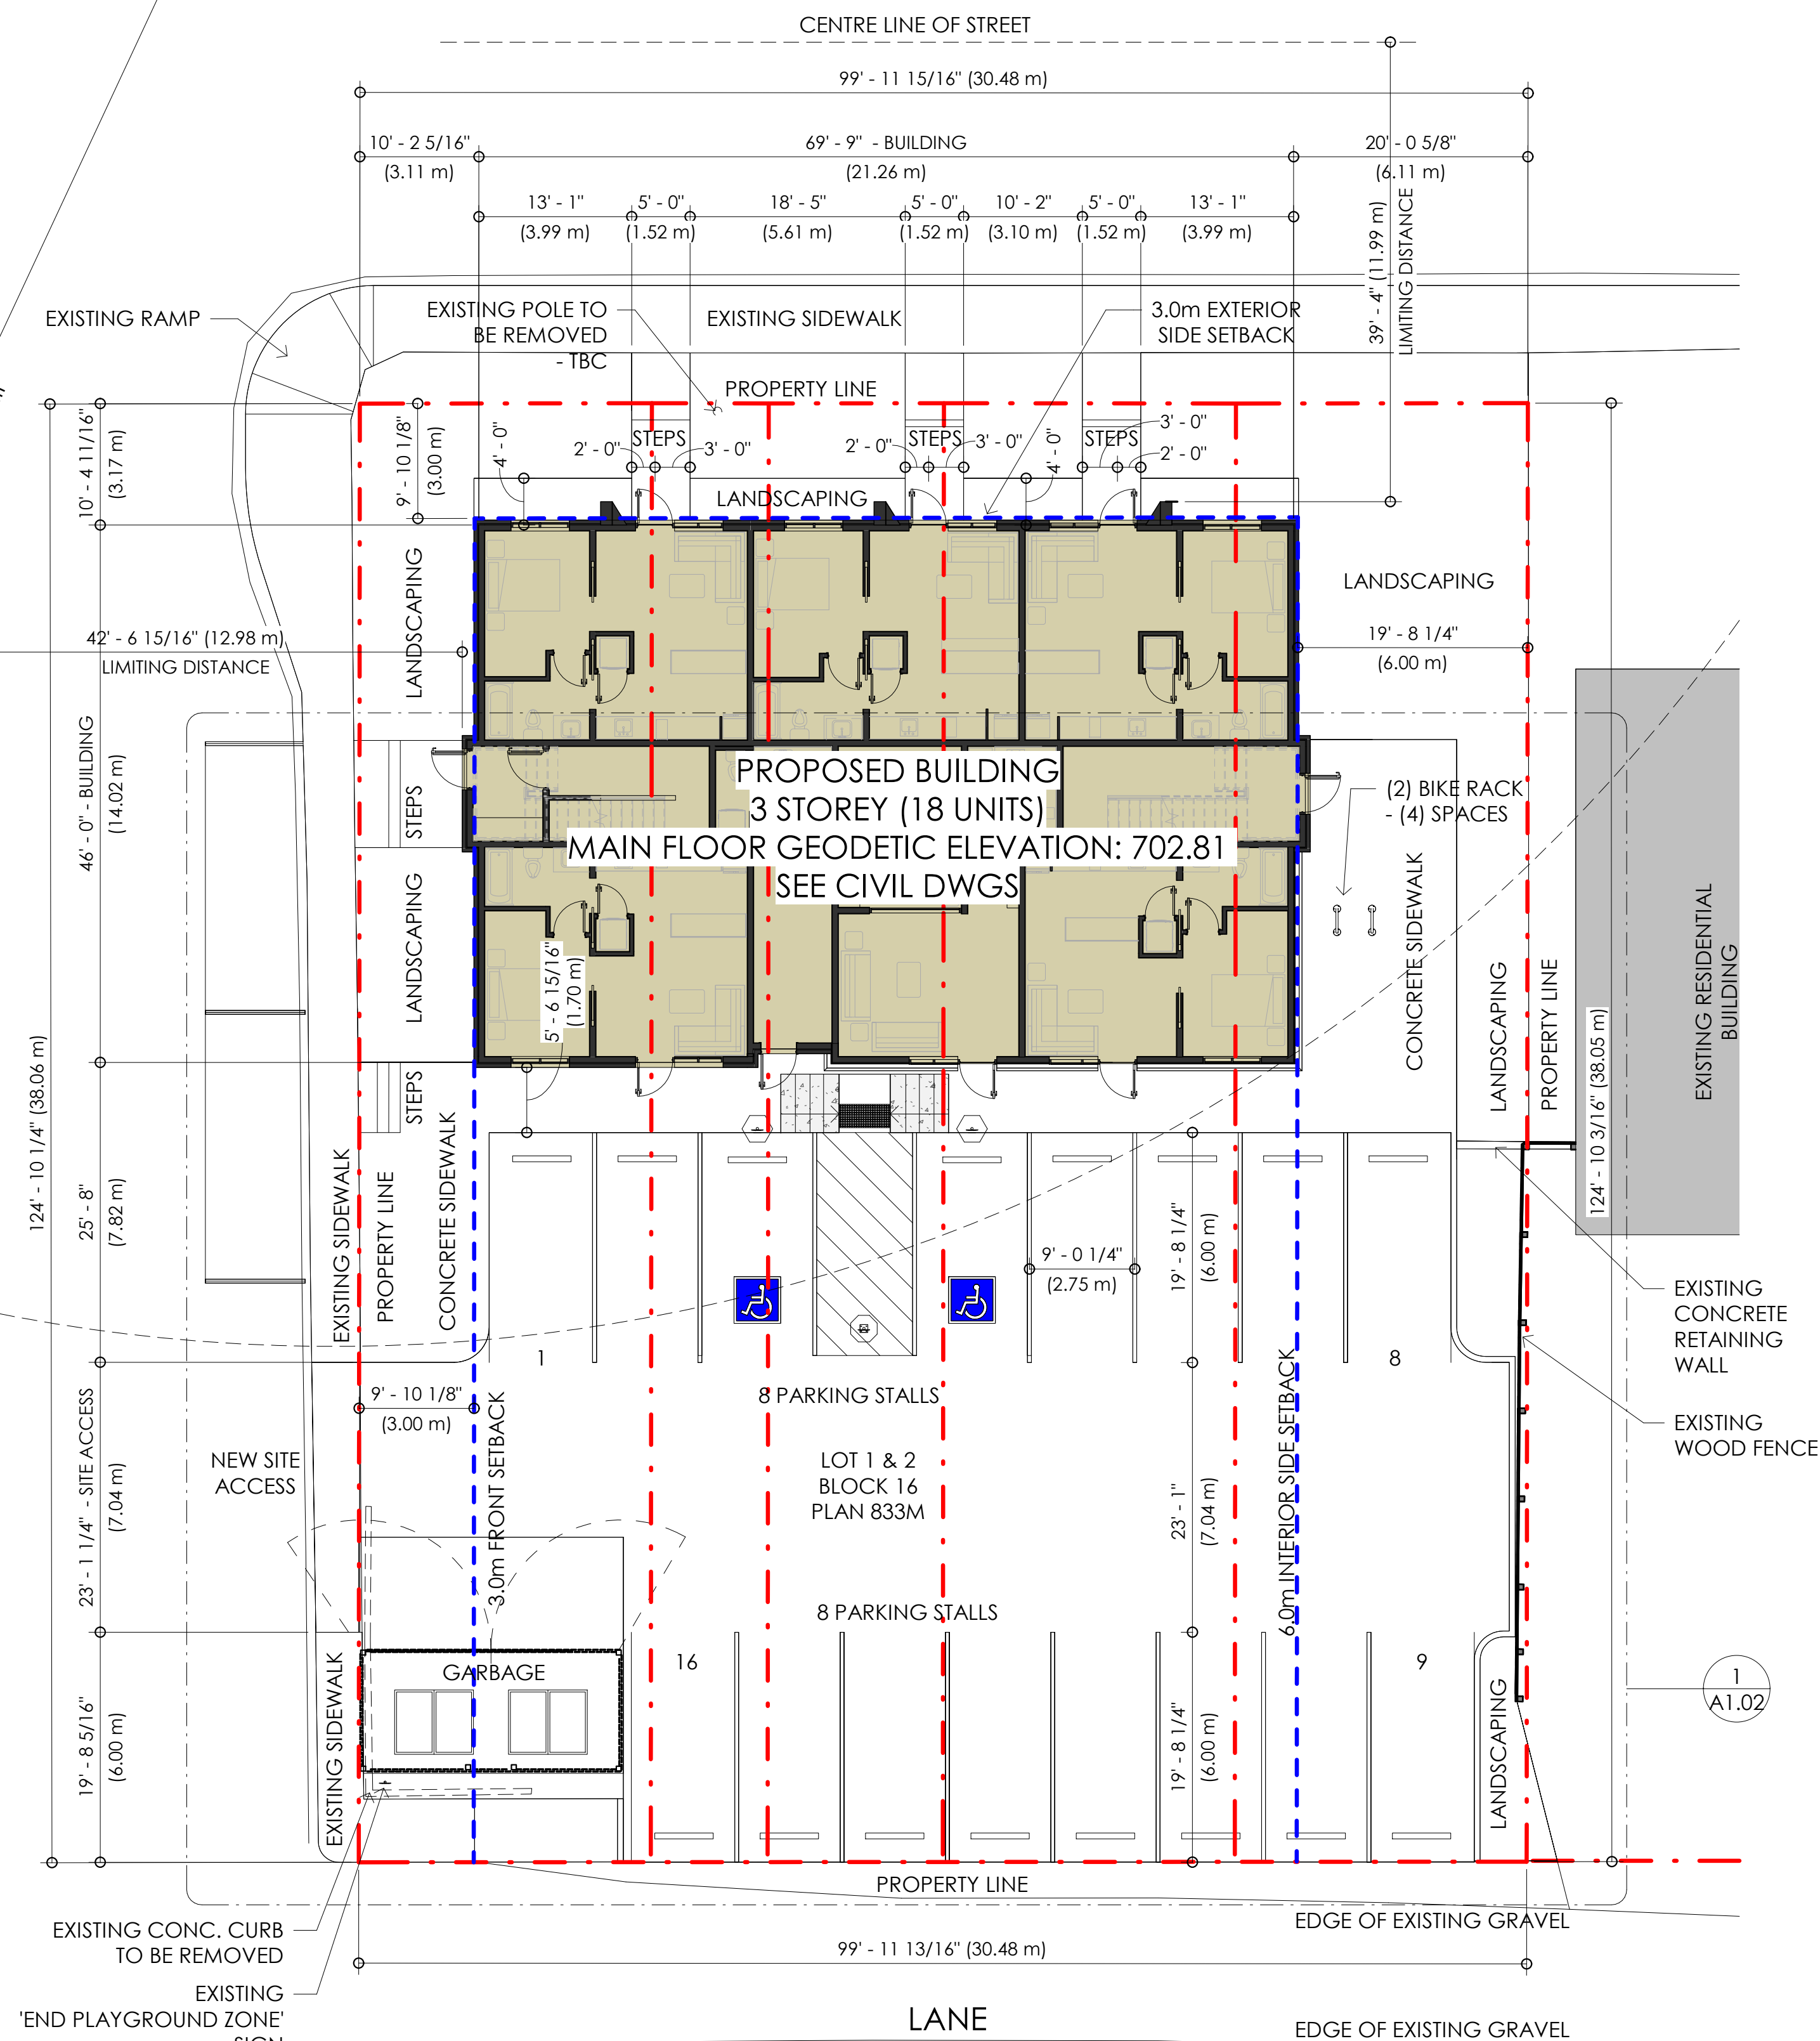 CENTRE LINE OF STREET
99' - 11 15/16" (30.48 m)
10' - 2 5/16"
(3.11 m)
69' - 9" - BUILDING
(21.26 m)
20' - 0 5/8"
(6.11 m)
13' - 1"
(3.99 m)
5' - 0"
(1.52 m)
18' - 5"
(5.61 m)
5' - 0"
(1.52 m)
10' - 2"
(3.10 m)
5' - 0"
(1.52 m)
13' - 1"
(3.99 m)
39' - 4" (11.99 m)
LIMITING DISTANCE
EXISTING RAMP
EXISTING POLE TO
BE REMOVED
- TBC
EXISTING SIDEWALK
3.0m EXTERIOR
SIDE SETBACK
PROPERTY LINE
10' - 4 11/16"
(3.17 m)
9' - 10 1/8"
(3.00 m)
4' - 0"
STEPS
2' - 0"
3' - 0"
STEPS
2' - 0"
3' - 0"
4' - 0"
STEPS
3' - 0"
2' - 0"
LANDSCAPING
LANDSCAPING
LANDSCAPING
42' - 6 15/16" (12.98 m)
LIMITING DISTANCE
19' - 8 1/4"
(6.00 m)
46' - 0" - BUILDING
(14.02 m)
STEPS
PROPOSED BUILDING
3 STOREY (18 UNITS)
MAIN FLOOR GEODETIC ELEVATION: 702.81
SEE CIVIL DWGS
(2) BIKE RACK
- (4) SPACES
LANDSCAPING
5' - 6 15/16"
(1.70 m)
CONCRETE SIDEWALK
LANDSCAPING
PROPERTY LINE
124' - 10 3/16" (38.05 m)
EXISTING RESIDENTIAL
BUILDING
124' - 10 1/4" (38.06 m)
STEPS
25' - 8"
(7.82 m)
EXISTING SIDEWALK
PROPERTY LINE
CONCRETE SIDEWALK
9' - 0 1/4"
(2.75 m)
19' - 8 1/4"
(6.00 m)
EXISTING
CONCRETE
RETAINING
WALL
1
8
8 PARKING STALLS
9' - 10 1/8"
(3.00 m)
3.0m FRONT SETBACK
6.0m INTERIOR SIDE SETBACK
EXISTING
WOOD FENCE
23' - 1 1/4" - SITE ACCESS
(7.04 m)
NEW SITE
ACCESS
LOT 1 & 2
BLOCK 16
PLAN 833M
23' - 1"
(7.04 m)
8 PARKING STALLS
16
9
GARBAGE
EXISTING SIDEWALK
19' - 8 5/16"
(6.00 m)
19' - 8 1/4"
(6.00 m)
LANDSCAPING
1
A1.02
PROPERTY LINE
EDGE OF EXISTING GRAVEL
EXISTING CONC. CURB
TO BE REMOVED
99' - 11 13/16" (30.48 m)
EXISTING
'END PLAYGROUND ZONE'
SIGN
LANE
EDGE OF EXISTING GRAVEL